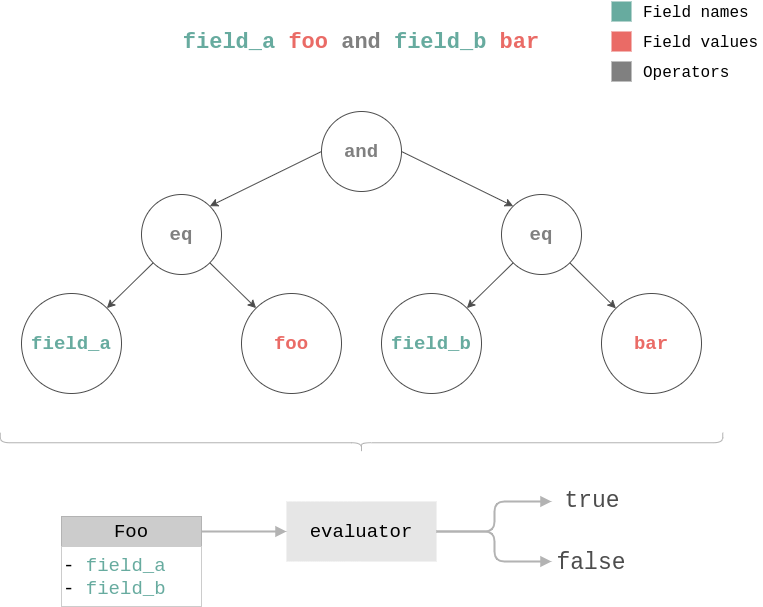 Field names
field_a foo and field_b bar
Field values
Operators
and
eq eq
field_a foo field_b bar
true
Foo evaluator
- field_a
false
- field_b